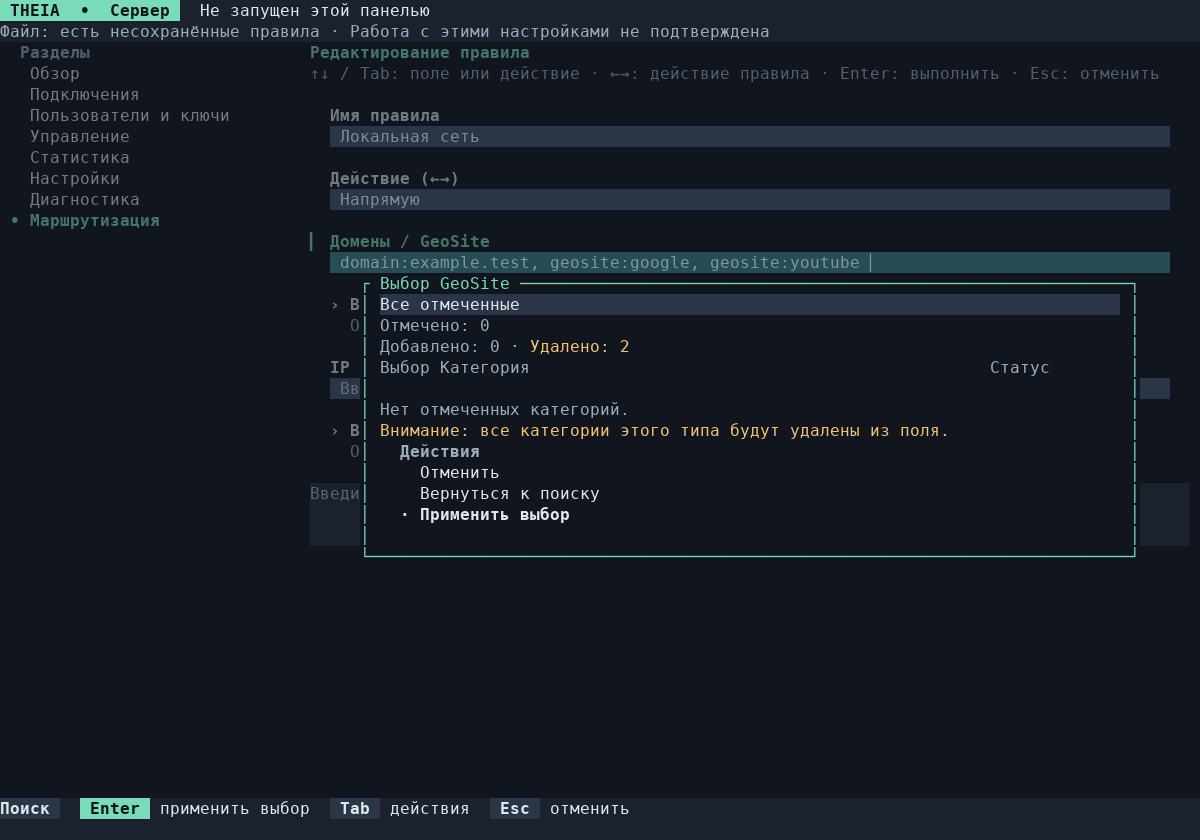 THEIA • Сервер Не запущен этой панелью
Файл: есть несохранённые правила · Работа с этими настройками не подтверждена
Разделы
Обзор
Подключения
Пользователи и ключи
Управление
Статистика
Настройки
Диагностика
• Маршрутизация
Редактирование правила
↑↓ / Tab: поле или действие · ←→: действие правила · Enter: выполнить · Esc: отменить
Имя правила
Локальная сеть
Действие (←→)
Напрямую
Домены / GeoSite
domain:example.test, geosite:google, geosite:youtube
Выбор GeoSite
› В Все отмеченные
О Отмечено: 0
Добавлено: 0 · Удалено: 2
IP Выбор Категория Статус
Вв
Нет отмеченных категорий.
› В Внимание: все категории этого типа будут удалены из поля.
О Действия
Отменить
Введи Вернуться к поиску
· Применить выбор
Поиск Enter применить выбор Tab действия Esc отменить